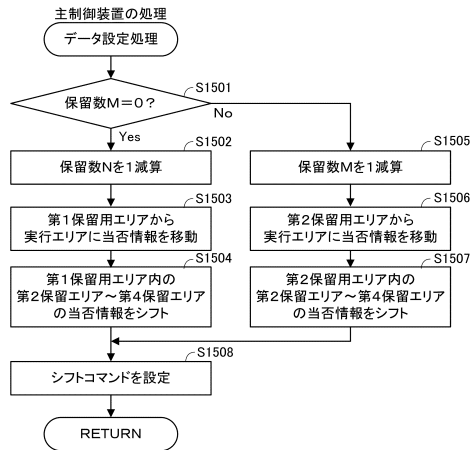 主制御装置の処理
データ設定処理
S1501
保留数M=0?
No
Yes
S1502
保留数Nを1減算
S1503
第1保留用エリアから
実行エリアに当否情報を移動
S1504
第1保留用エリア内の
第2保留エリア~第4保留エリア
の当否情報をシフト
S1505
保留数Mを1減算
S1506
第2保留用エリアから
実行エリアに当否情報を移動
S1507
第2保留用エリア内の
第2保留エリア~第4保留エリア
の当否情報をシフト
S1508
シフトコマンドを設定
RETURN